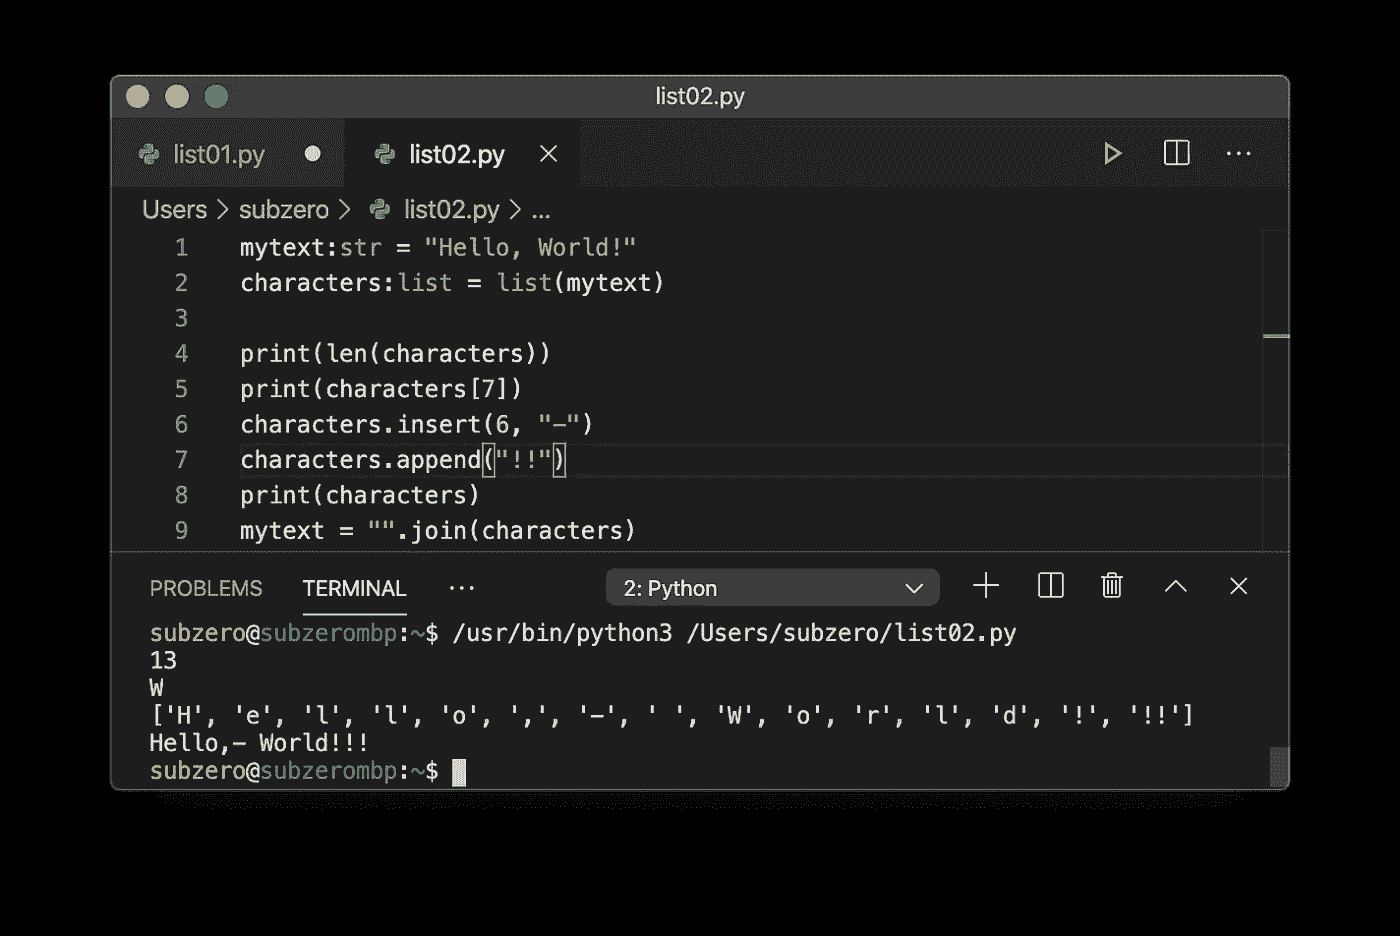 list02.py
list01.py list02.py
Users > subzero > list02.py > ...
1 mytext:str = "Hello, World!"
2 characters:list = list(mytext)
3
4 print(len(characters))
5 print(characters[7])
6 characters.insert(6, "-")
7 characters.append("!!")
8 print(characters)
9 mytext = "".join(characters)
PROBLEMS TERMINAL ... 2: Python
subzero@subzerombp:~$ /usr/bin/python3 /Users/subzero/list02.py
13
W
['H', 'e', 'l', 'l', 'o', ',', '-', ' ', 'W', 'o', 'r', 'l', 'd', '!', '!!']
Hello,- World!!!
subzero@subzerombp:~$